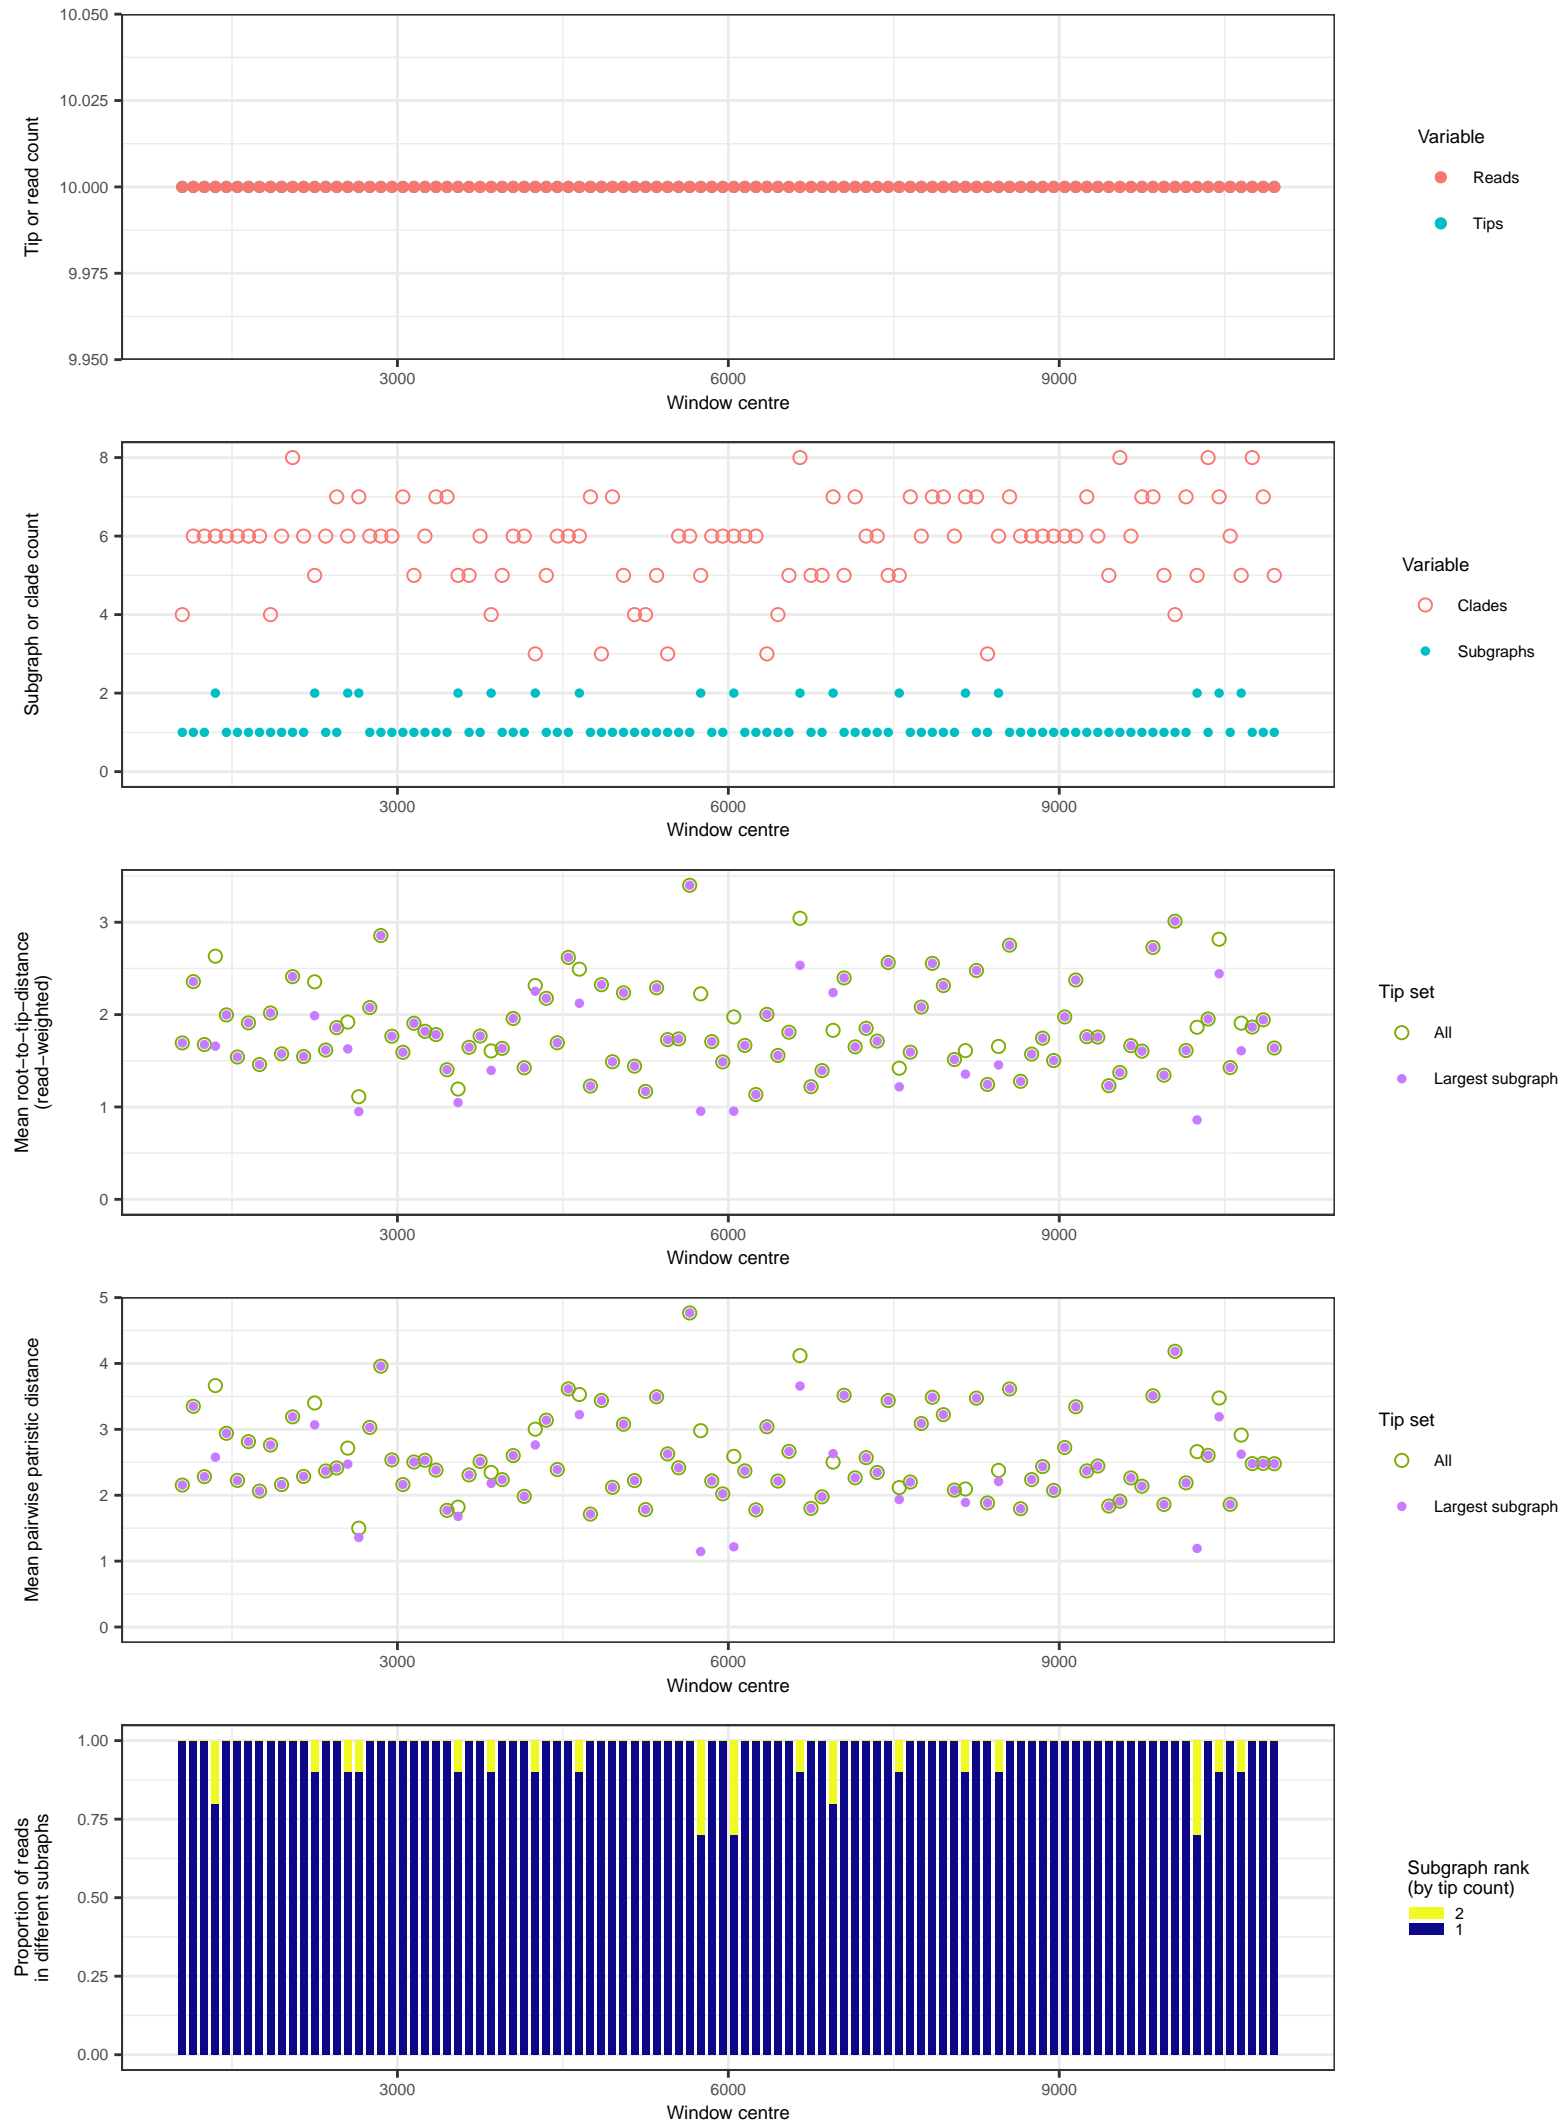 10.050
10.025
10.000
9.975
9.950
Tip or read count
3000
6000
9000
Window centre
Variable
Reads
Tips
8
6
4
2
0
Subgraph or clade count
3000
6000
9000
Window centre
Variable
Clades
Subgraphs
3
2
1
0
Mean root−to−tip−distance
(read−weighted)
3000
6000
9000
Window centre
Tip set
All
Largest subgraph
5
4
3
2
1
0
Mean pairwise patristic distance
3000
6000
9000
Window centre
Tip set
All
Largest subgraph
1.00
0.75
0.50
0.25
0.00
Proportion of reads
in different subraphs
3000
6000
9000
Window centre
Subgraph rank
(by tip count)
2
1